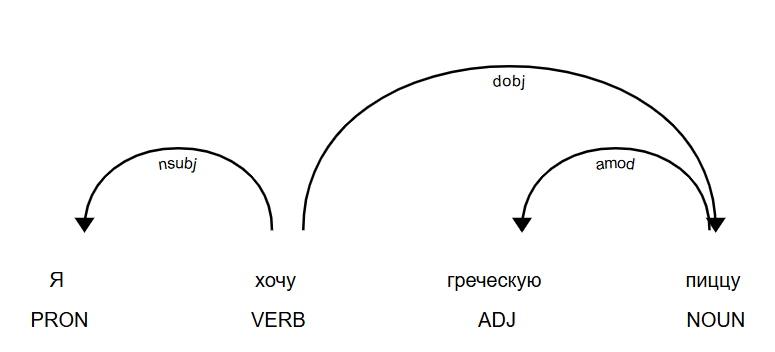 dobj
nsubj amod
Я хочу греческую пиццу
PRON VERB ADJ NOUN